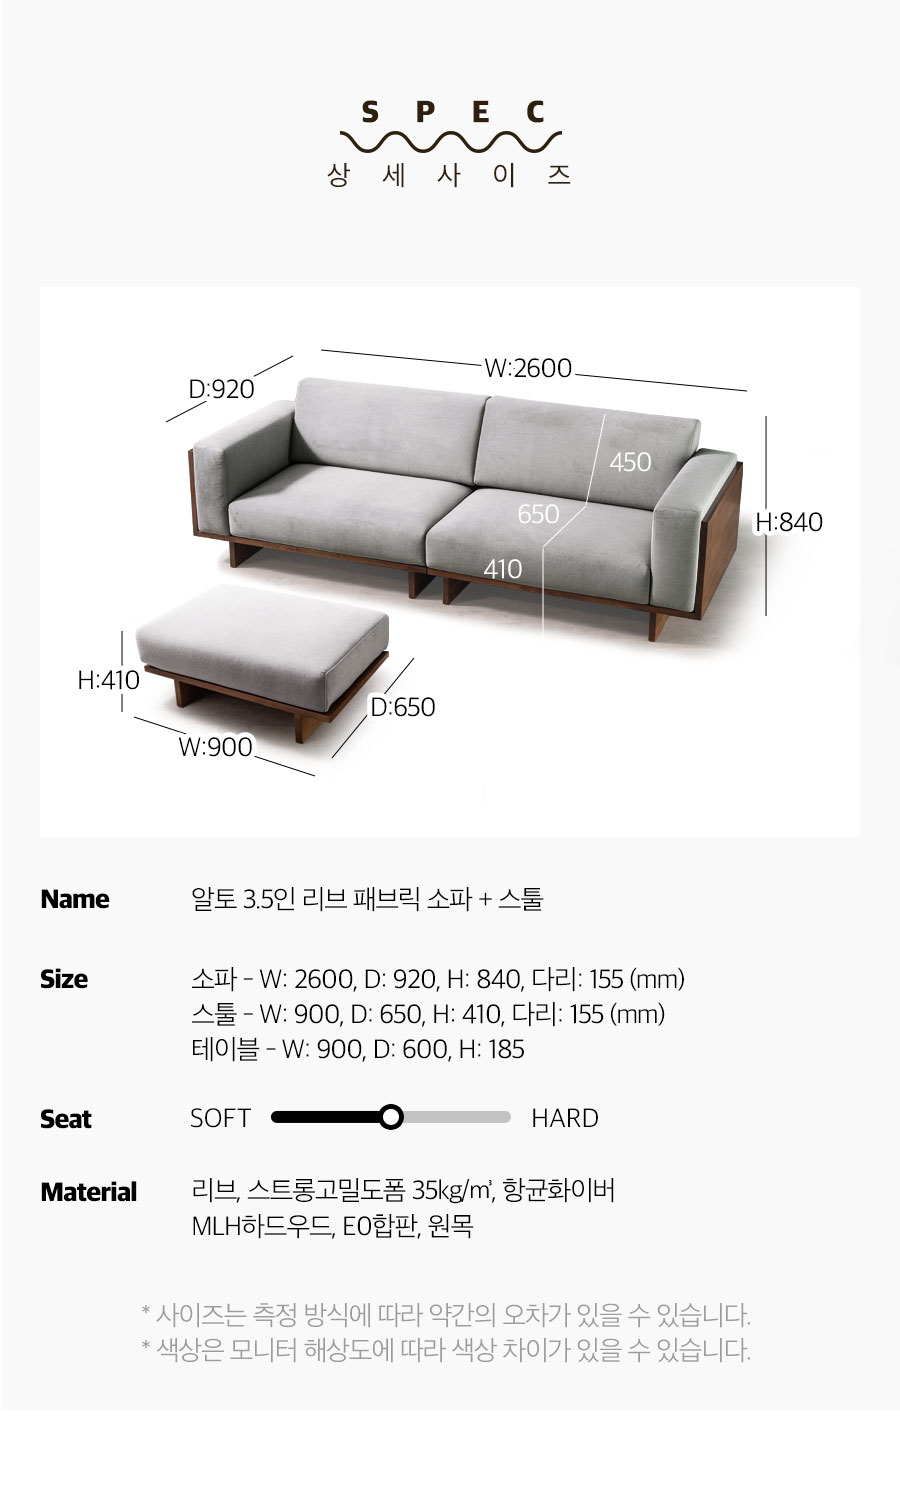 SPEC
상세사이즈
W:2600
D:920
450
650
H:840
410
H:410
D:650
W:900
Name 알토 3.5인 리브 패브릭 소파 + 스툴
Size 소파 - W: 2600, D: 920, H: 840, 다리: 155 (mm)
스툴 - W: 900, D: 650, H: 410, 다리: 155 (mm)
테이블 - W: 900, D: 600, H: 185
Seat SOFT HARD
Material 리브, 스트롱고밀도폼 35kg/㎥, 항균화이버
MLH하드우드, E0합판, 원목
* 사이즈는 측정 방식에 따라 약간의 오차가 있을 수 있습니다.
* 색상은 모니터 해상도에 따라 색상 차이가 있을 수 있습니다.